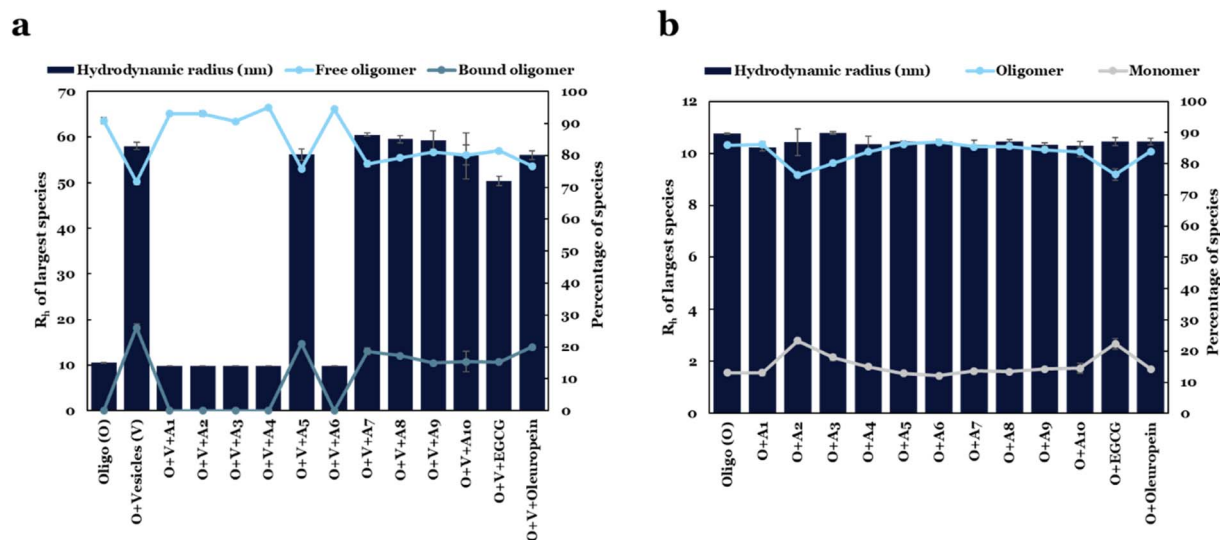 a
Hydrodynamic radius (nm) Free oligomer Bound oligomer
70
60
50
40
30
20
10
0
Rh of largest species
100
90
80
70
60
50
40
30
20
10
0
Percentage of species
Oligo (O)
O+Vesicles (V)
O+V+A1
O+V+A2
O+V+A3
O+V+A4
O+V+A5
O+V+A6
O+V+A7
O+V+A8
O+V+A9
O+V+A10
O+V+EGCG
O+V+Oleuropein
b
Hydrodynamic radius (nm) Oligomer Monomer
12
10
8
6
4
2
0
Rh of largest species
100
90
80
70
60
50
40
30
20
10
0
Percentage of species
Oligo (O)
O+A1
O+A2
O+A3
O+A4
O+A5
O+A6
O+A7
O+A8
O+A9
O+A10
O+EGCG
O+Oleuropein